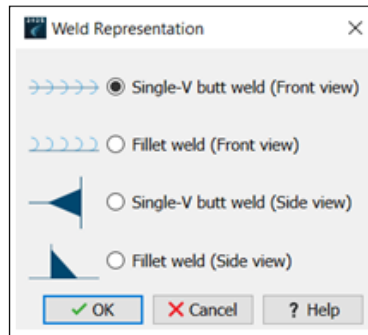 Weld Representation
Single-V butt weld (Front view)
Fillet weld (Front view)
Single-V butt weld (Side view)
Fillet weld (Side view)
OK Cancel ? Help